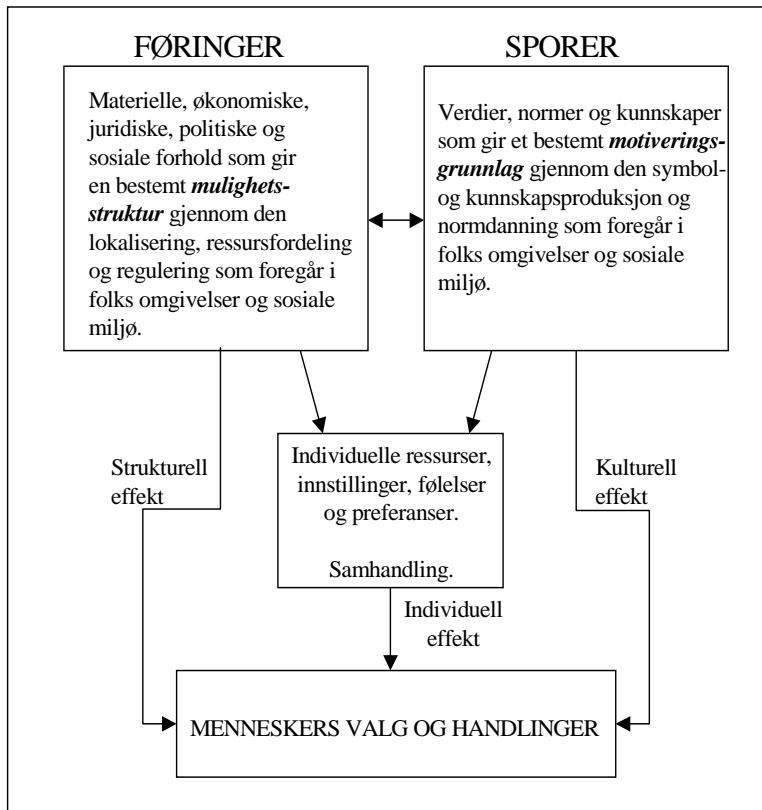 FØRINGER
Materielle, økonomiske,
juridiske, politiske og
sosiale forhold som gir
en bestemt mulighets-
struktur gjennom den
lokalisering, ressursfordeling
og regulering som foregår i
folks omgivelser og sosiale
miljø.
SPORER
Verdier, normer og kunnskaper
som gir et bestemt motiverings-
grunnlag gjennom den symbol-
og kunnskapsproduksjon og
normdanning som foregår i
folks omgivelser og sosiale
miljø.
Strukturell
effekt
Individuelle ressurser,
innstillinger, følelser
og preferanser.
Samhandling.
Kulturell
effekt
Individuell
effekt
MENNESKERS VALG OG HANDLINGER